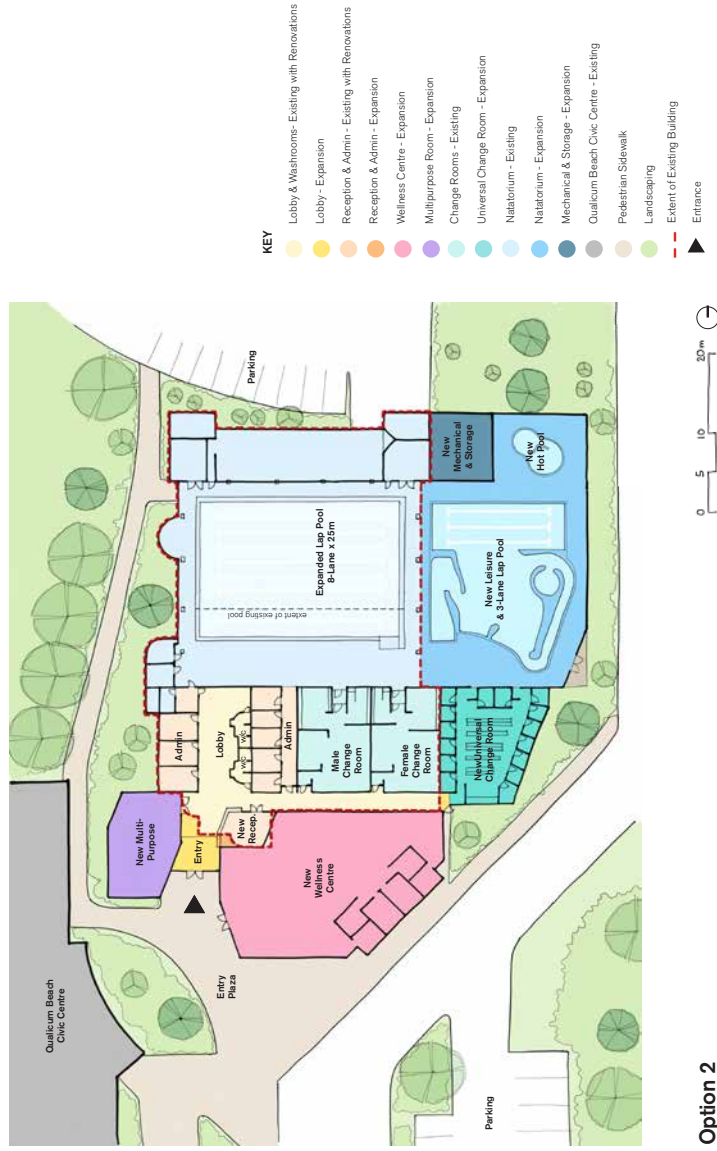 Qualicum Beach
Civic Centre
Entry
Plaza
Parking
New Multi-
Purpose
Entry
New
Recep.
New
Wellness
Centre
Admin
Lobby
W/C
W/C
Admin
Male
Change
Room
Female
Change
Room
NewUniversal
Change Room
extent of existing pool
Expanded Lap Pool
8-Lane x 25m
New Leisure
& 3-Lane Lap Pool
New
Mechanical
& Storage
New
Hot Pool
Parking
KEY
Lobby & Washrooms- Existing with Renovations
Lobby - Expansion
Reception & Admin - Existing with Renovations
Reception & Admin - Expansion
Wellness Centre - Expansion
Multipurpose Room - Expansion
Change Rooms - Existing
Universal Change Room - Expansion
Natatorium - Existing
Natatorium - Expansion
Mechanical & Storage - Expansion
Qualicum Beach Civic Centre - Existing
Pedestrian Sidewalk
Landscaping
Extent of Existing Building
Entrance
Option 2
0 5 10 20m